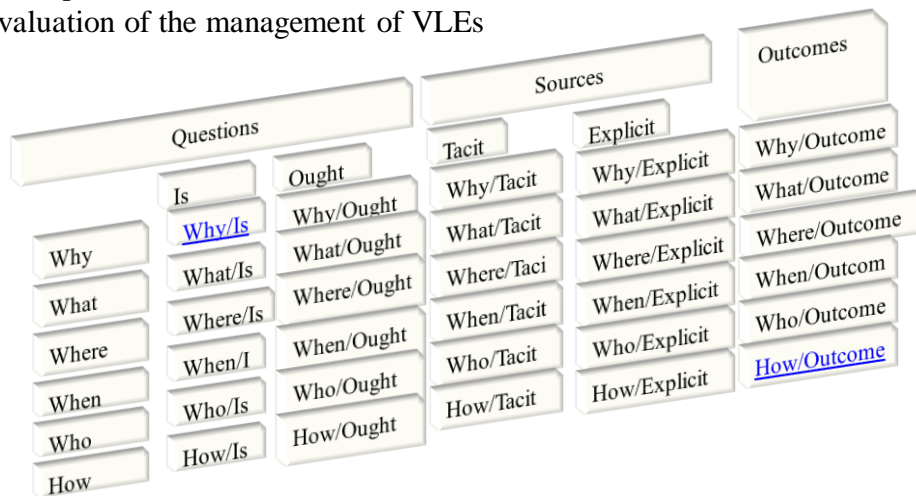 valuation of the management of VLEs
Questions Sources Outcomes
Is Ought Tacit Explicit
Why Why/Is Why/Ought Why/Tacit Why/Explicit Why/Outcome
What What/Is What/Ought What/Tacit What/Explicit What/Outcome
Where Where/Is Where/Ought Where/Taci Where/Explicit Where/Outcome
When When/I When/Ought When/Tacit When/Explicit When/Outcom
Who Who/Is Who/Ought Who/Tacit Who/Explicit Who/Outcome
How How/Is How/Ought How/Tacit How/Explicit How/Outcome